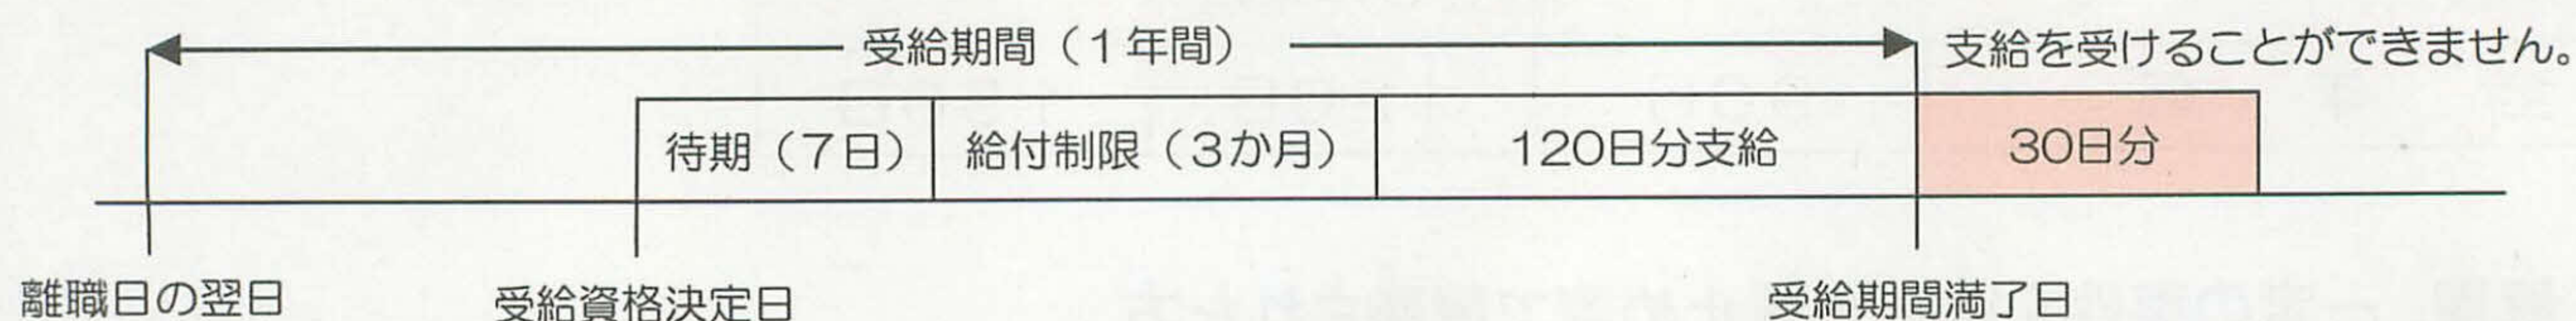 受給期間（１年間）
支給を受けることができません。
待期（７日）
給付制限（３か月）
120日分支給
30日分
離職日の翌日
受給資格決定日
受給期間満了日